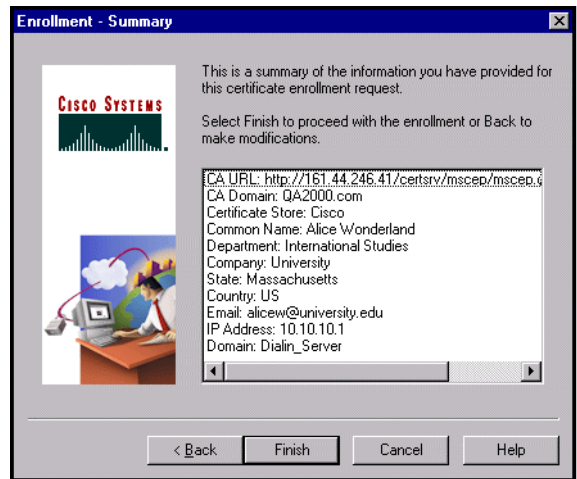 Enrollment - Summary
CISCO SYSTEMS
This is a summary of the information you have provided for
this certificate enrollment request.
Select Finish to proceed with the enrollment or Back to
make modifications.
CA URL: http://161.44.246.41/certsrv/mscep/mscep.
CA Domain: QA2000.com
Certificate Store: Cisco
Common Name: Alice Wonderland
Department: International Studies
Company: University
State: Massachusetts
Country: US
Email: alicew@university.edu
IP Address: 10.10.10.1
Domain: Dialin_Server
< Back
Finish
Cancel
Help